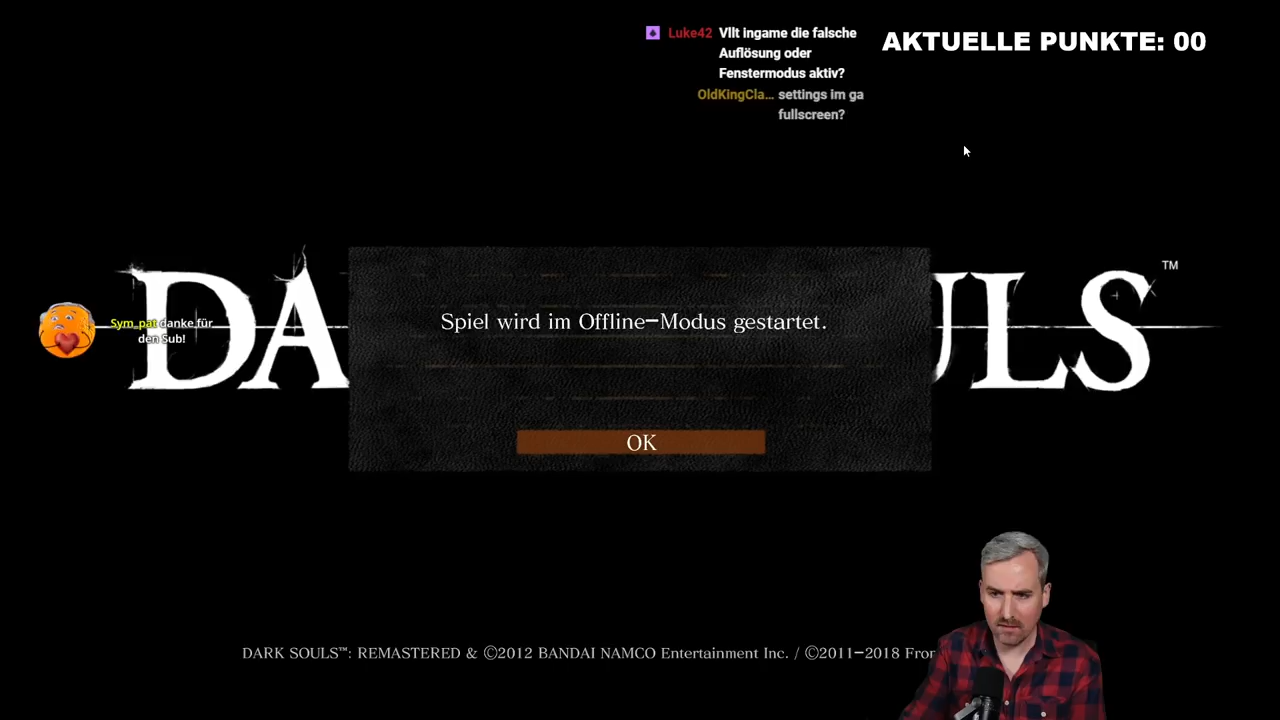 Luke42 Vllt ingame die falsche
Auflösung oder
Fenstermodus aktiv?
OldKingCla... settings im ga
fullscreen?
AKTUELLE PUNKTE: 00
DA ULS™
Sym_pat danke für
den Sub!
Spiel wird im Offline-Modus gestartet.
OK
DARK SOULS™: REMASTERED & ©2012 BANDAI NAMCO Entertainment Inc. / ©2011-2018 Fror